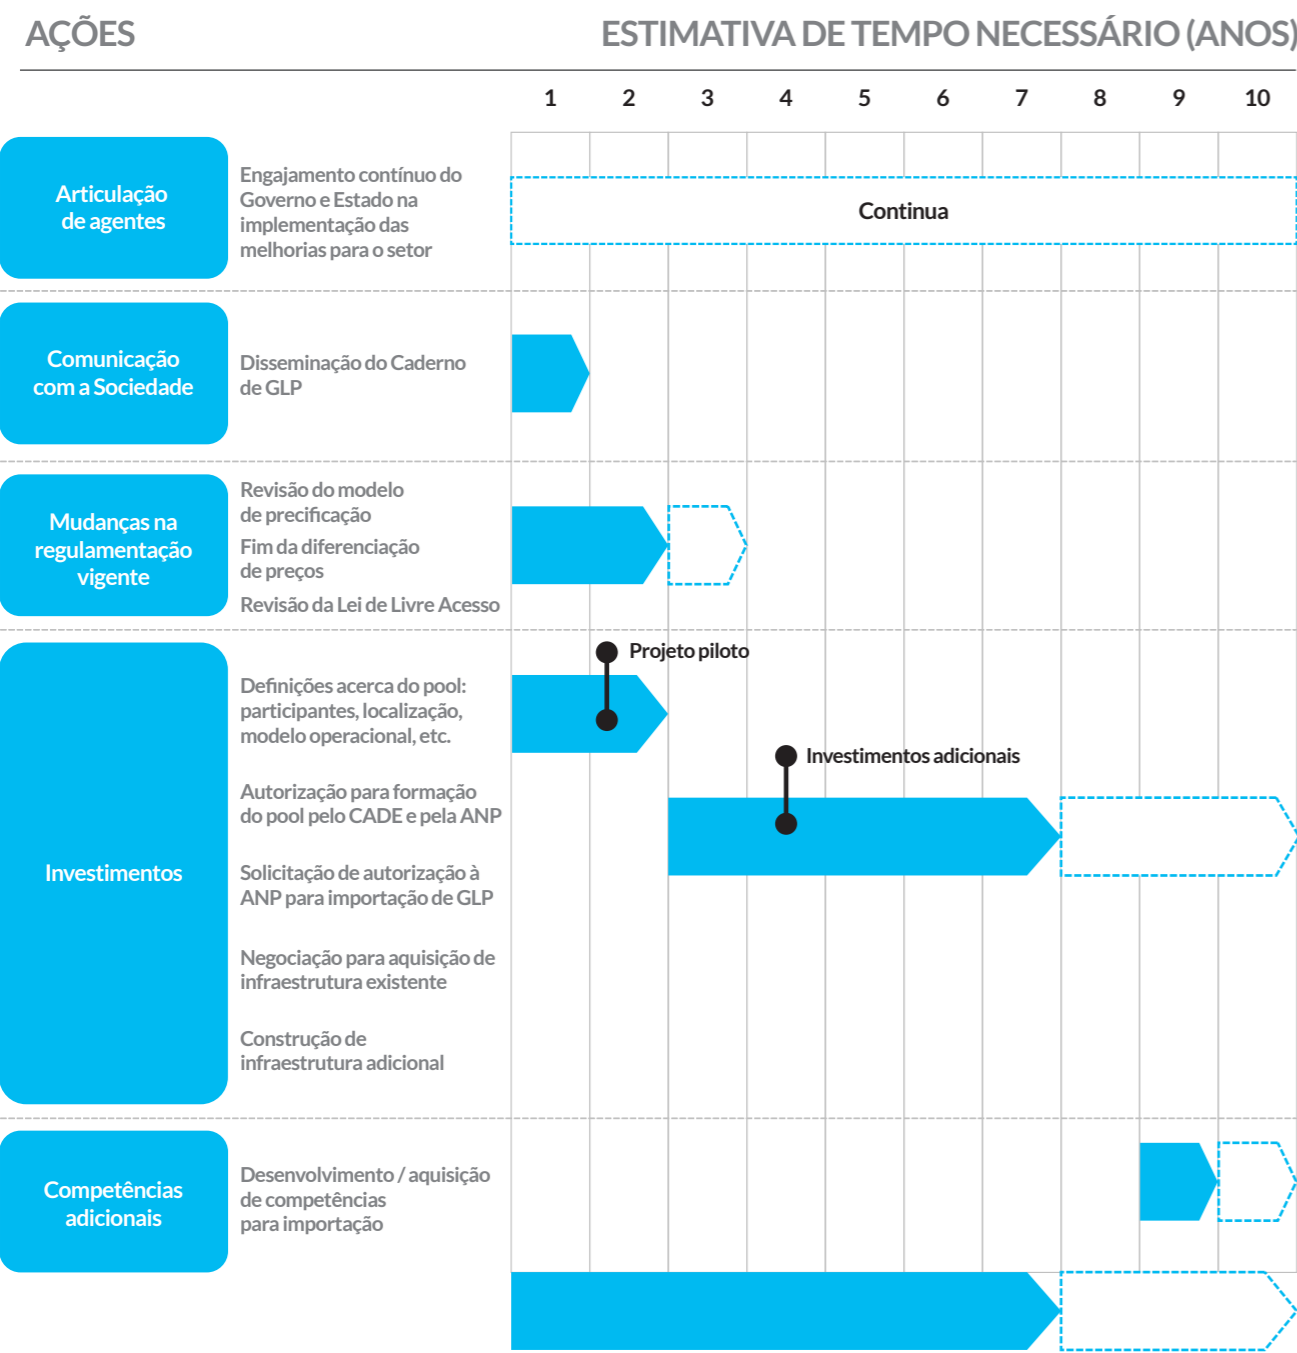 AÇÕES
ESTIMATIVA DE TEMPO NECESSÁRIO (ANOS)
1 2 3 4 5 6 7 8 9 10
Articulação
de agentes
Engajamento contínuo do
Governo e Estado na
implementação das
melhorias para o setor
Continua
Comunicação
com a Sociedade
Disseminação do Caderno
de GLP
Mudanças na
regulamentação
vigente
Revisão do modelo
de precificação
Fim da diferenciação
de preços
Revisão da Lei de Livre Acesso
Investimentos
Definições acerca do pool:
participantes, localização,
modelo operacional, etc.
Autorização para formação
do pool pelo CADE e pela ANP
Solicitação de autorização à
ANP para importação de GLP
Negociação para aquisição de
infraestrutura existente
Construção de
infraestrutura adicional
Projeto piloto
Investimentos adicionais
Competências
adicionais
Desenvolvimento / aquisição
de competências
para importação